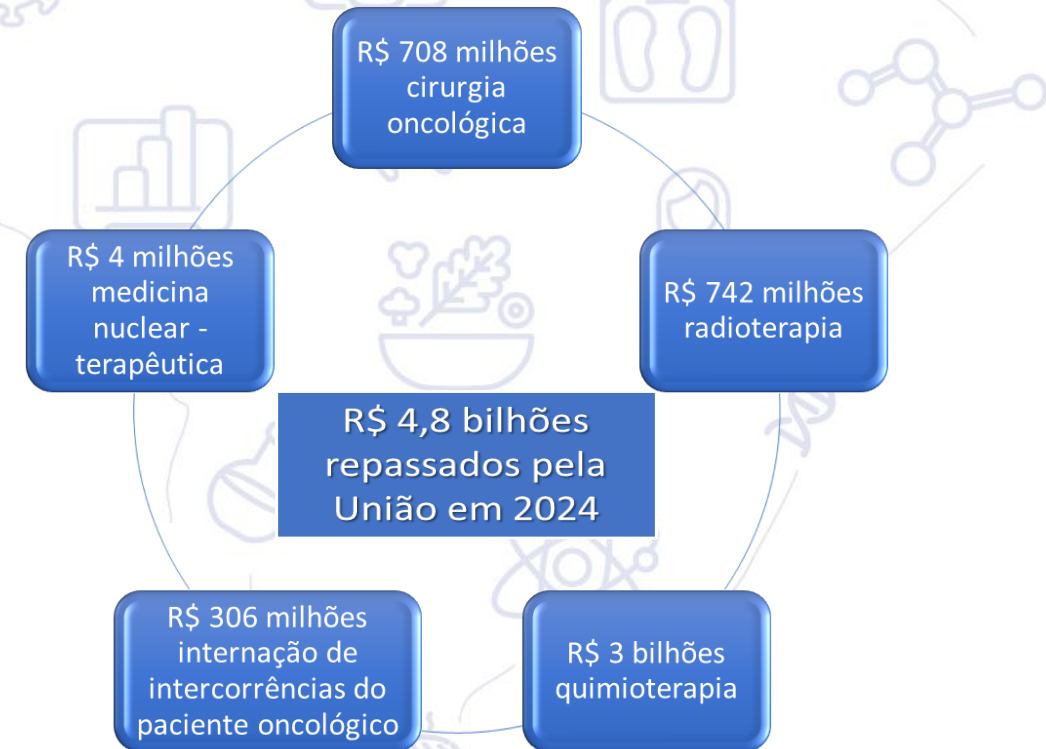 R$ 708 milhões
cirurgia
oncológica
R$ 742 milhões
radioterapia
R$ 3 bilhões
quimioterapia
R$ 306 milhões
internação de
intercorrências do
paciente oncológico
R$ 4 milhões
medicina
nuclear -
terapêutica
R$ 4,8 bilhões
repassados pela
União em 2024